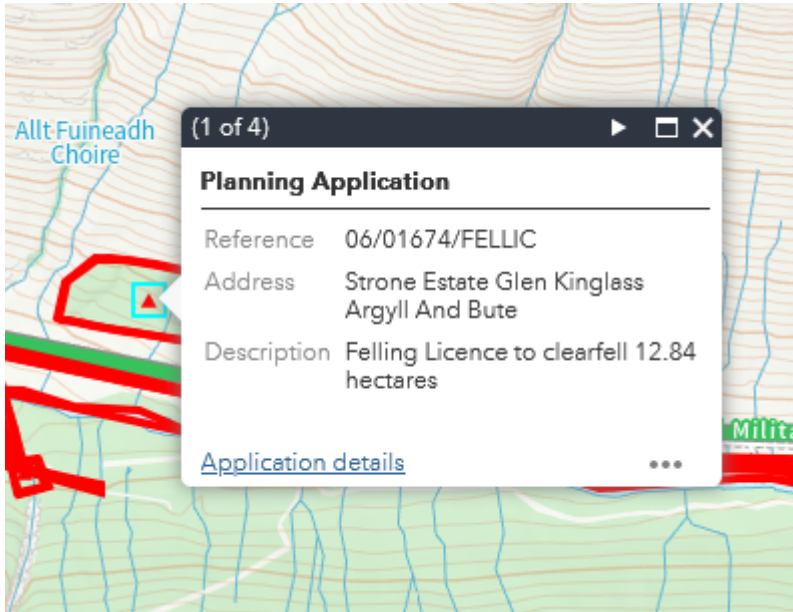 Allt Fuineadh
Choire
(1 of 4)
Planning Application
Reference 06/01674/FELLIC
Address Strone Estate Glen Kinglass
Argyll And Bute
Description Felling Licence to clearfell 12.84
hectares
Milita
Application details